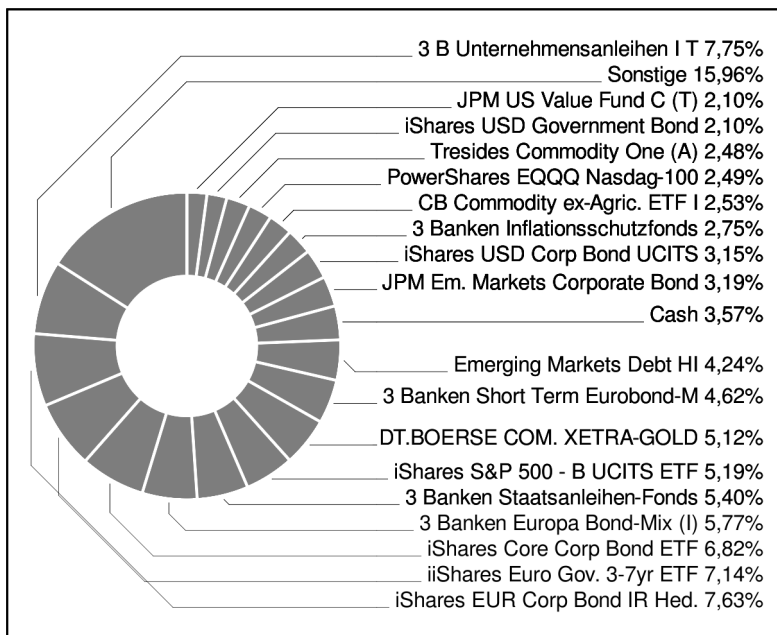 3 B Unternehmensanleihen I T 7,75%
Sonstige 15,96%
JPM US Value Fund C (T) 2,10%
iShares USD Government Bond 2,10%
Tresides Commodity One (A) 2,48%
PowerShares EQQQ Nasdag-100 2,49%
CB Commodity ex-Agric. ETF I 2,53%
3 Banken Inflationsschutzfonds 2,75%
iShares USD Corp Bond UCITS 3,15%
JPM Em. Markets Corporate Bond 3,19%
Cash 3,57%
Emerging Markets Debt HI 4,24%
3 Banken Short Term Eurobond-M 4,62%
DT.BOERSE COM. XETRA-GOLD 5,12%
iShares S&P 500 - B UCITS ETF 5,19%
3 Banken Staatsanleihen-Fonds 5,40%
3 Banken Europa Bond-Mix (I) 5,77%
iShares Core Corp Bond ETF 6,82%
iiShares Euro Gov. 3-7yr ETF 7,14%
iShares EUR Corp Bond IR Hed. 7,63%